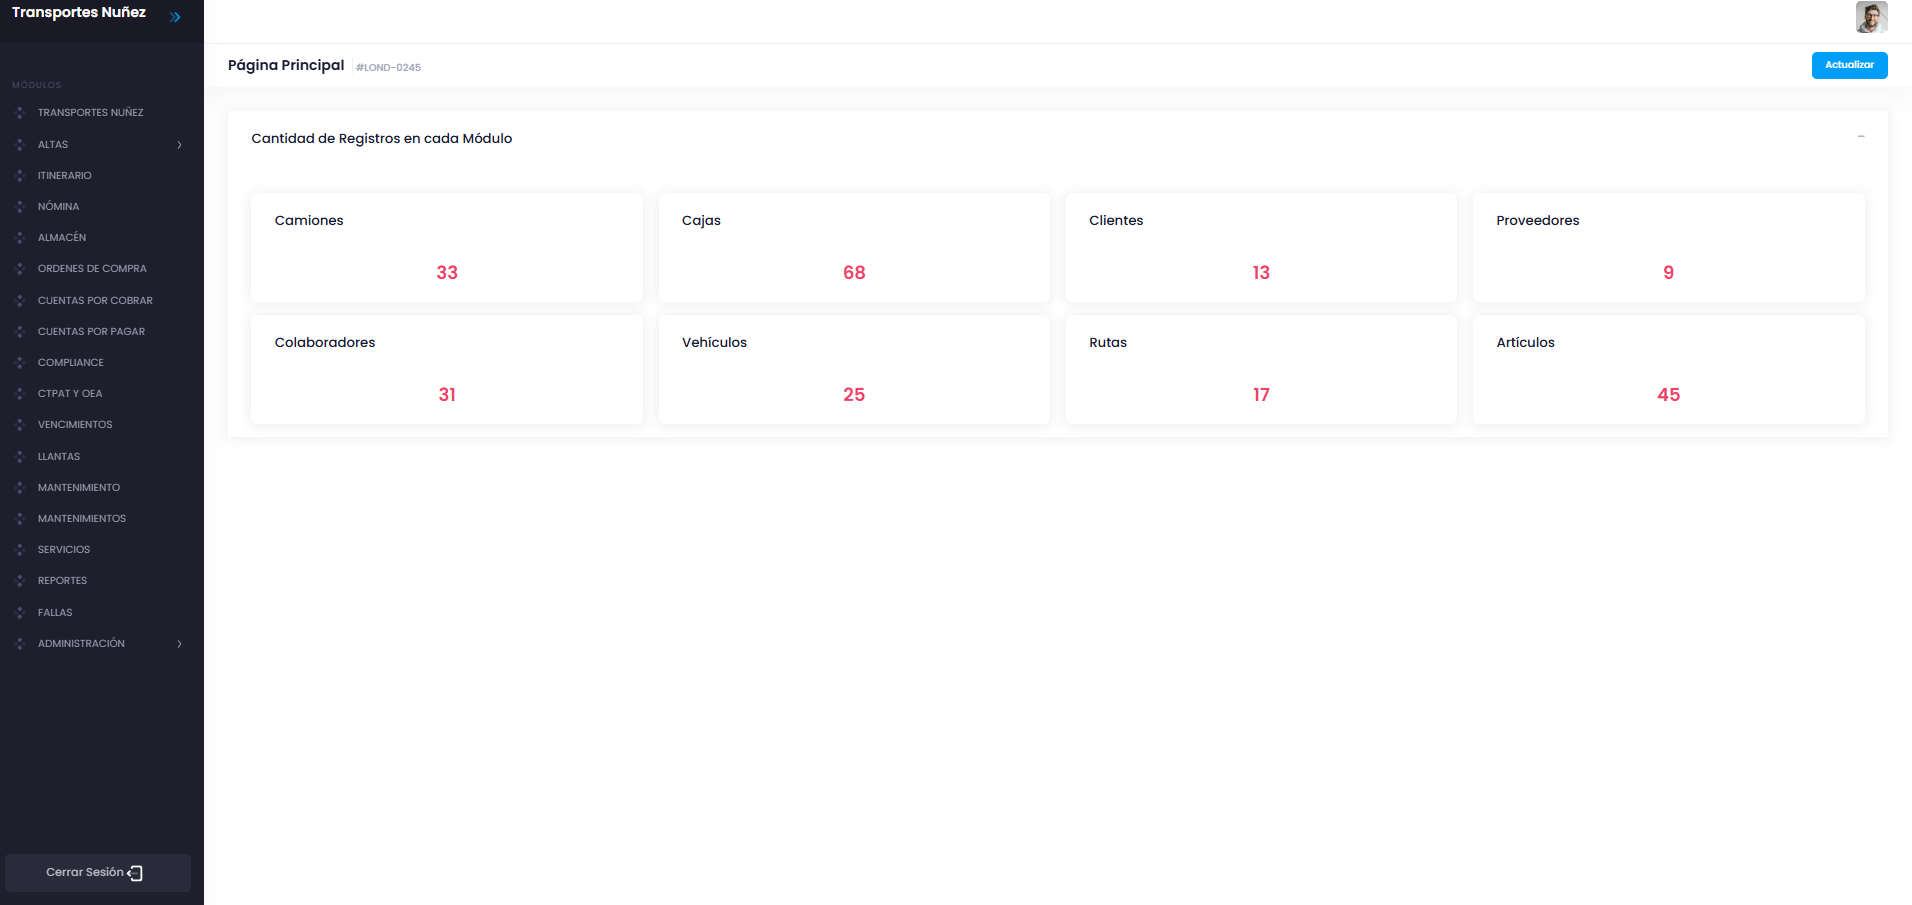 Transportes Nuñez
MÓDULOS
TRANSPORTES NUÑEZ
ALTAS
ITINERARIO
NÓMINA
ALMACÉN
ORDENES DE COMPRA
CUENTAS POR COBRAR
CUENTAS POR PAGAR
COMPLIANCE
CTPAT Y OEA
VENCIMIENTOS
LLANTAS
MANTENIMIENTO
MANTENIMIENTOS
SERVICIOS
REPORTES
FALLAS
ADMINISTRACIÓN
Cerrar Sesión
Página Principal #LOND-0245
Actualizar
Cantidad de Registros en cada Módulo
Camiones
33
Cajas
68
Clientes
13
Proveedores
9
Colaboradores
31
Vehículos
25
Rutas
17
Artículos
45